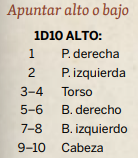 Apuntar alto o bajo
1D10 ALTO:
1 P. derecha
2 P. izquierda
3–4 Torso
5–6 B. derecho
7–8 B. izquierdo
9–10 Cabeza